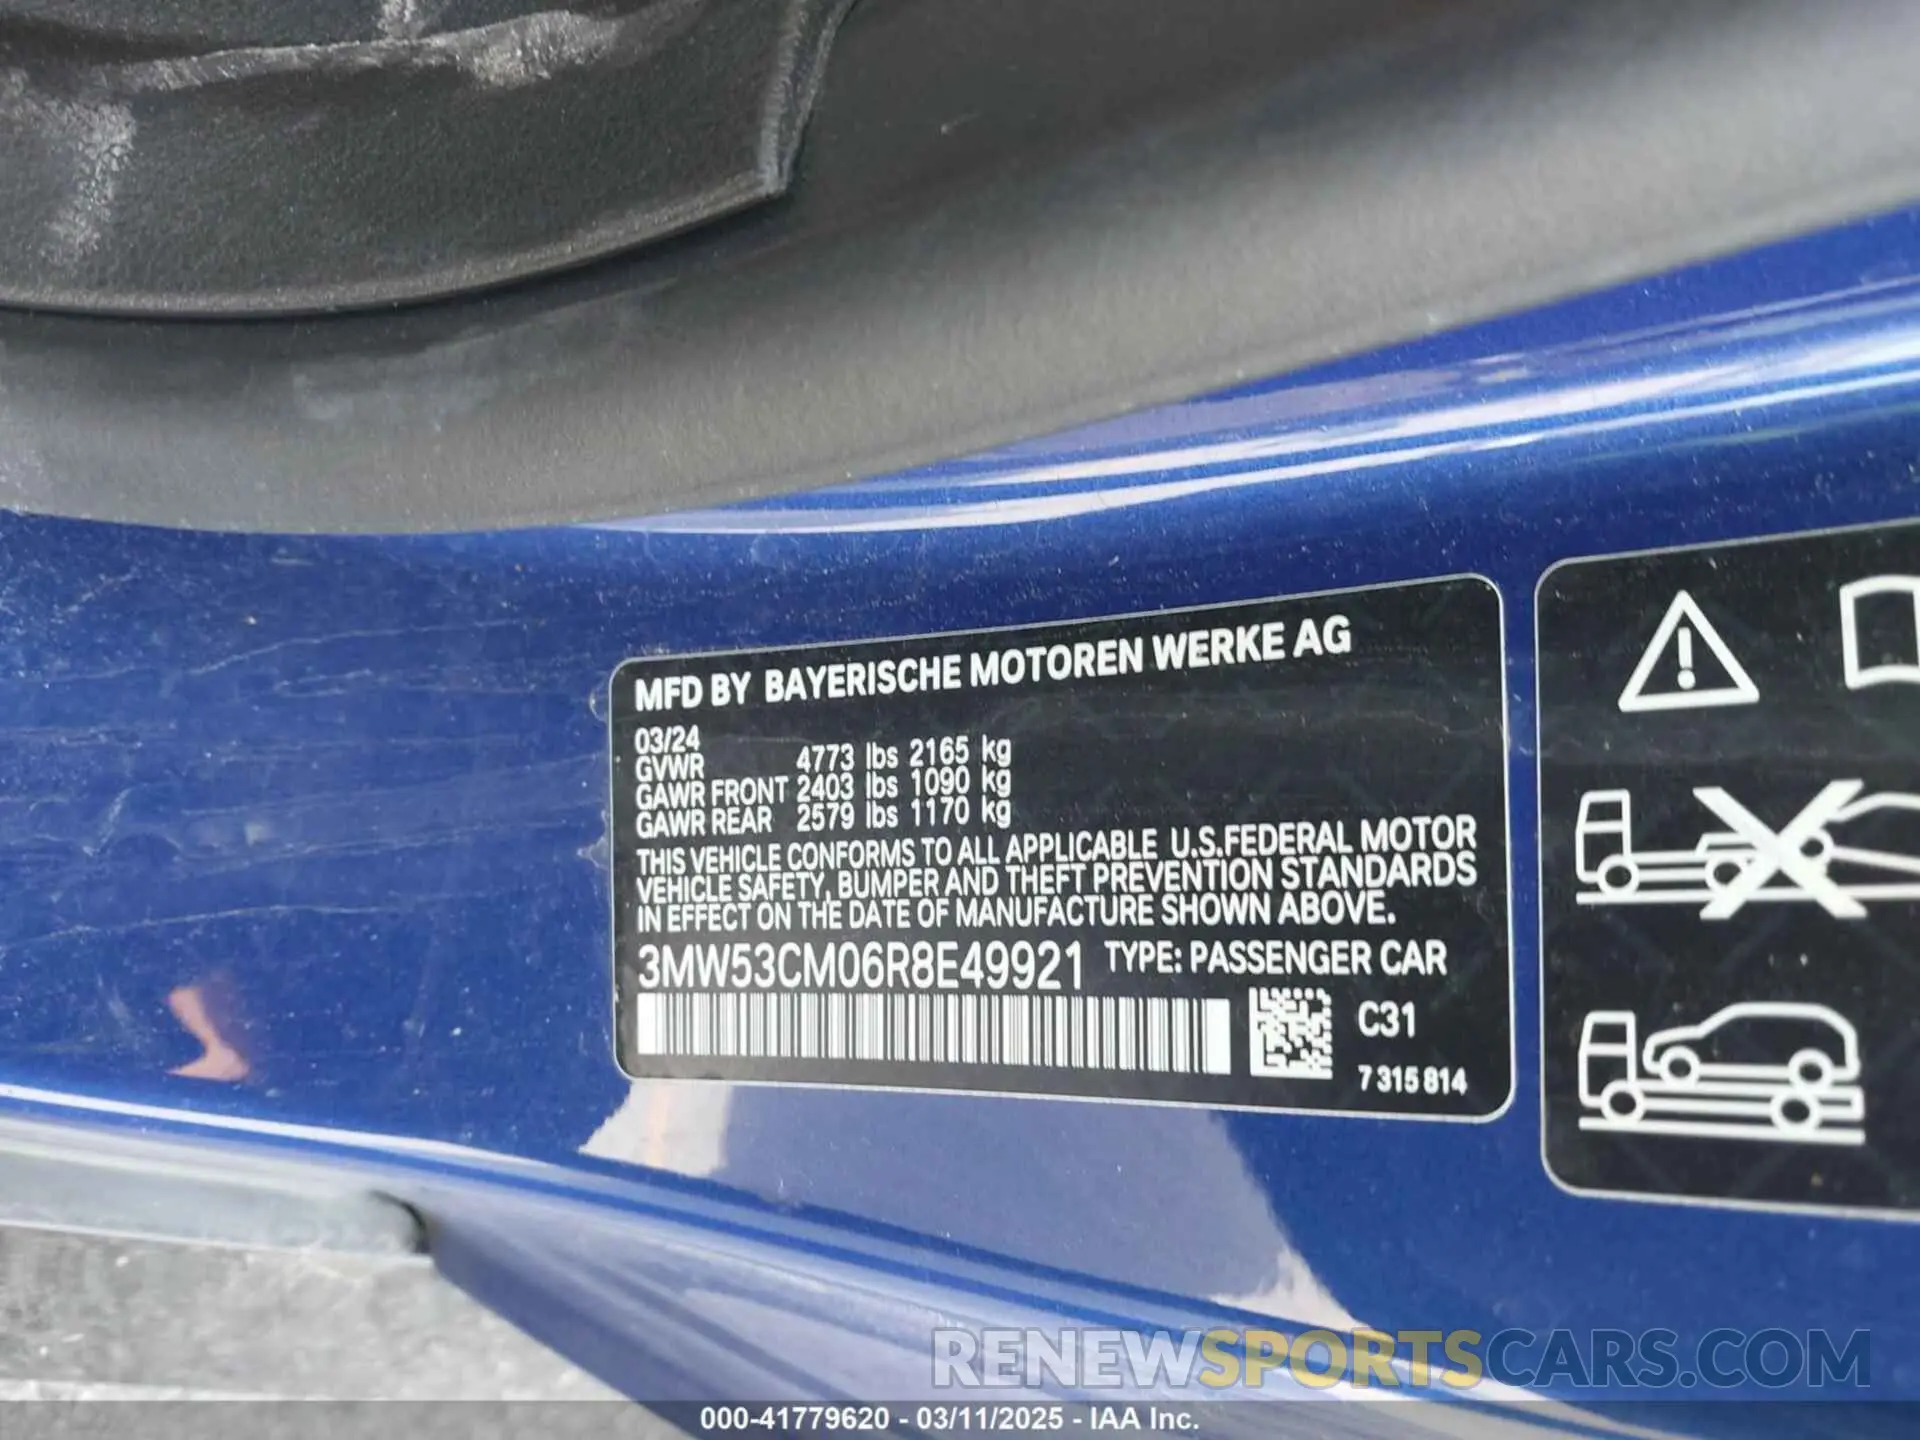 MFD BY BAYERISCHE MOTOREN WERKE AG
03/24
GVWR 4773 lbs 2165 kg
GAWR FRONT 2403 lbs 1090 kg
GAWR REAR 2579 lbs 1170 kg
THIS VEHICLE CONFORMS TO ALL APPLICABLE U.S.FEDERAL MOTOR
VEHICLE SAFETY, BUMPER AND THEFT PREVENTION STANDARDS
IN EFFECT ON THE DATE OF MANUFACTURE SHOWN ABOVE.
3MW53CM06R8E49921 TYPE: PASSENGER CAR
C31
7 315 814
RENEWSPORTSCARS.COM
000-41779620 - 03/11/2025 - IAA Inc.